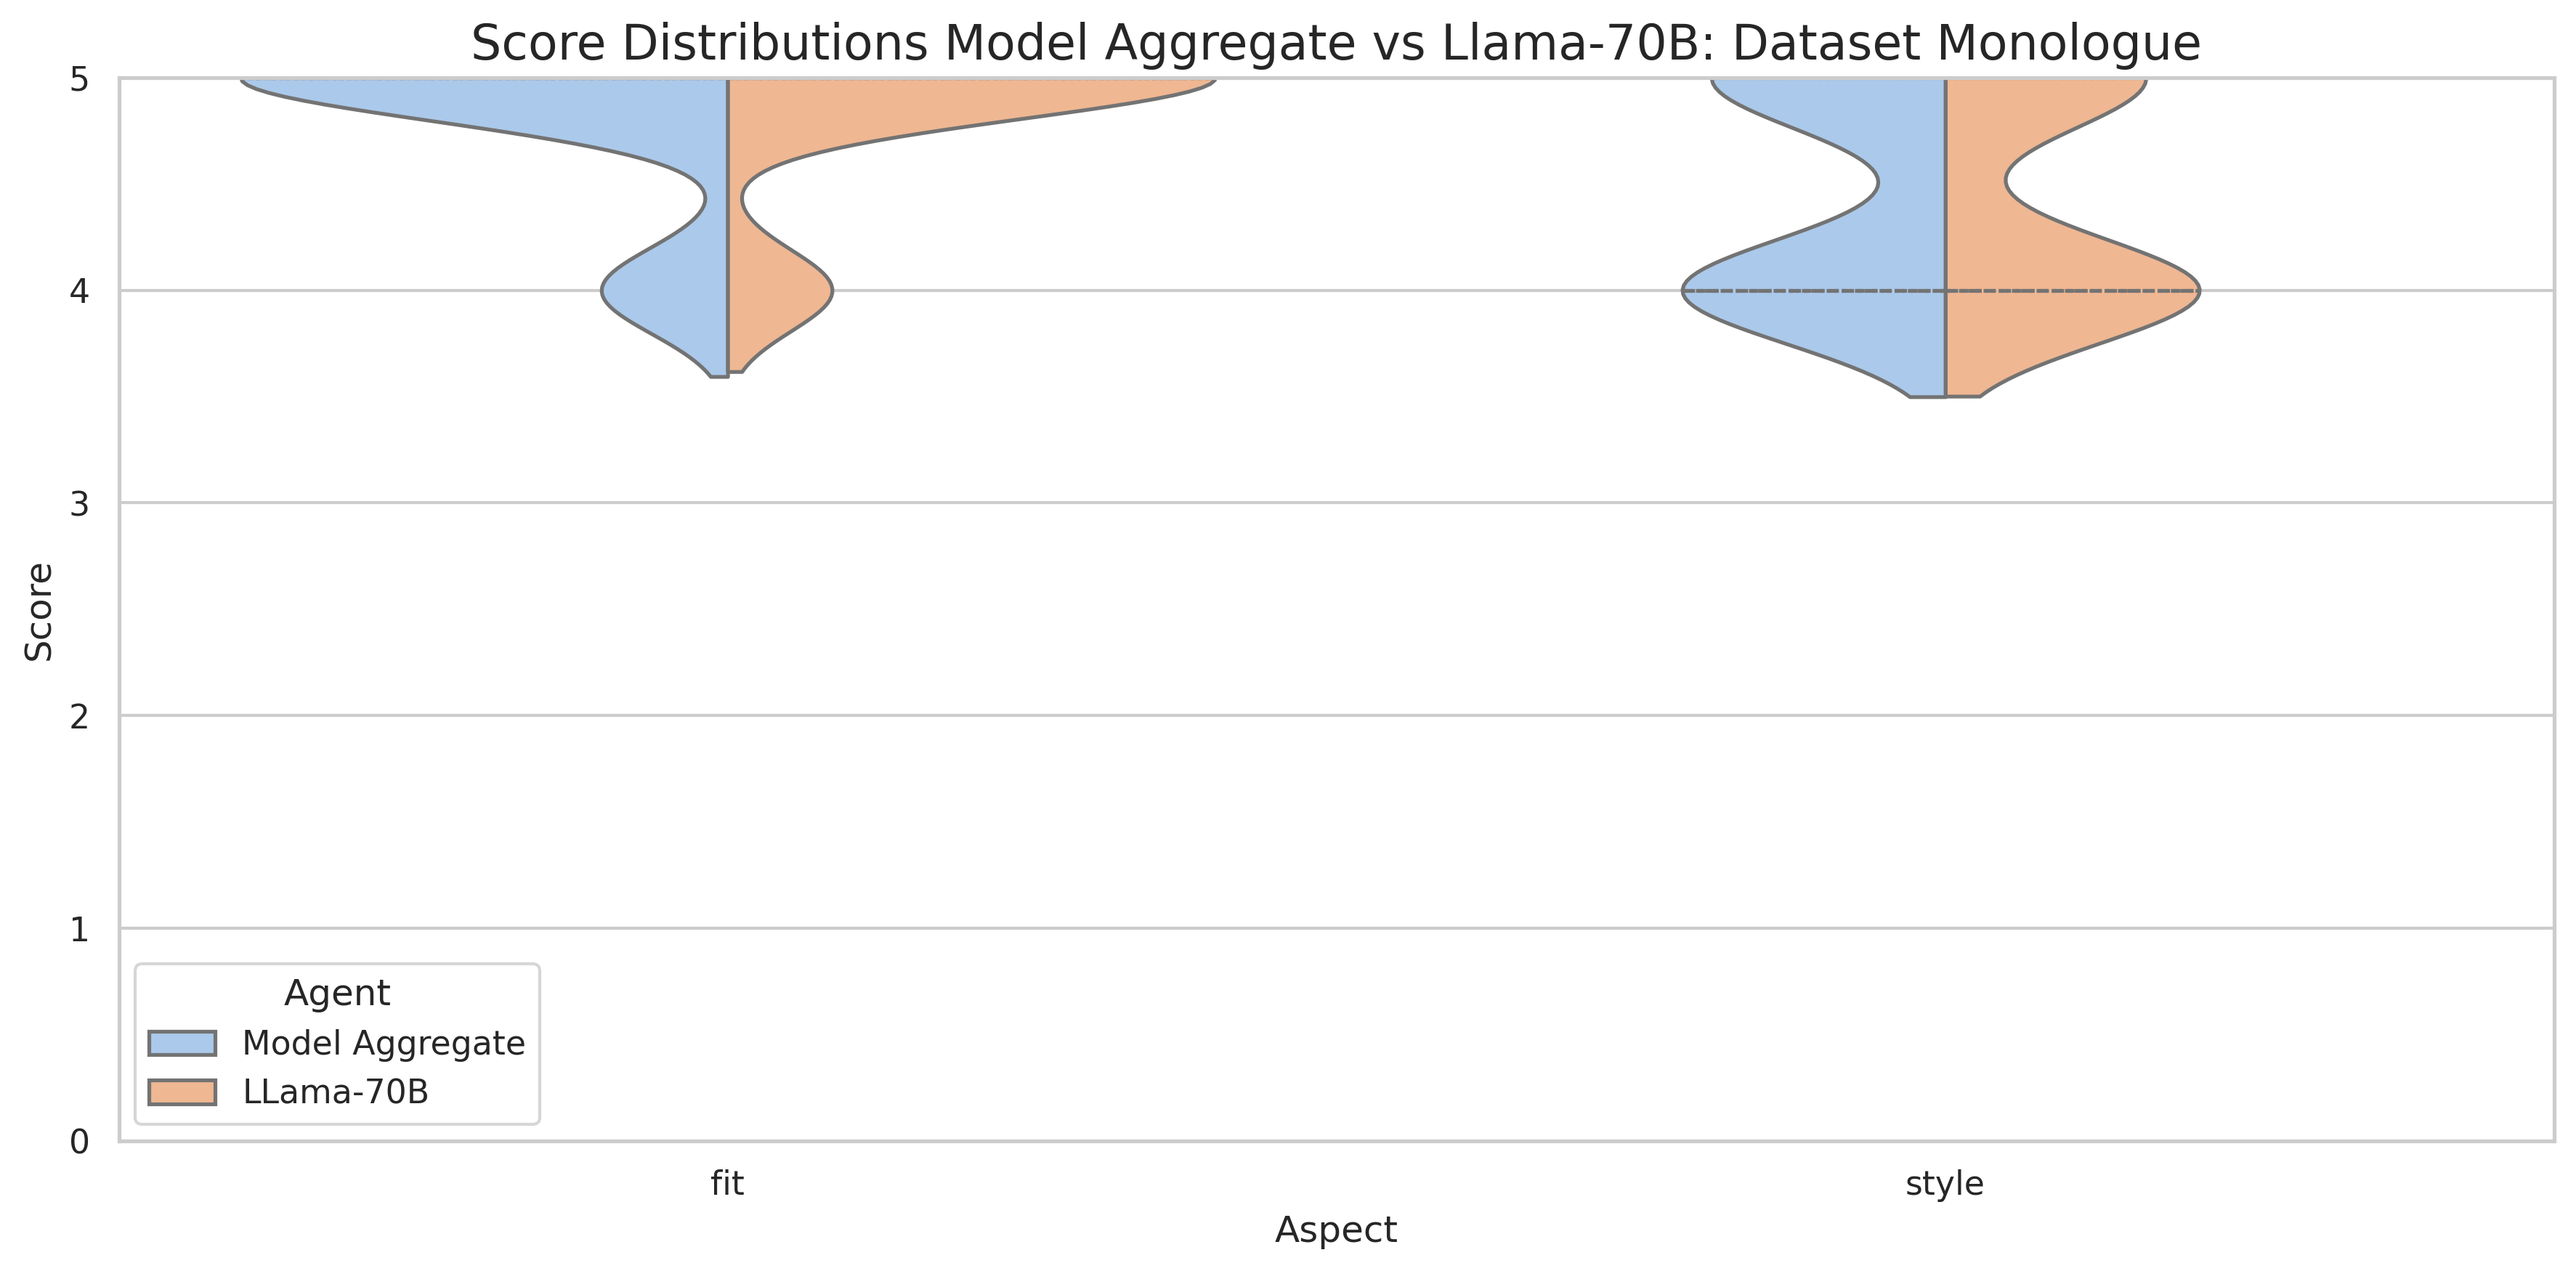 Score Distributions Model Aggregate vs Llama-70B: Dataset Monologue
5
4
3
2
1
0
Score
Agent
Model Aggregate
LLama-70B
fit
style
Aspect